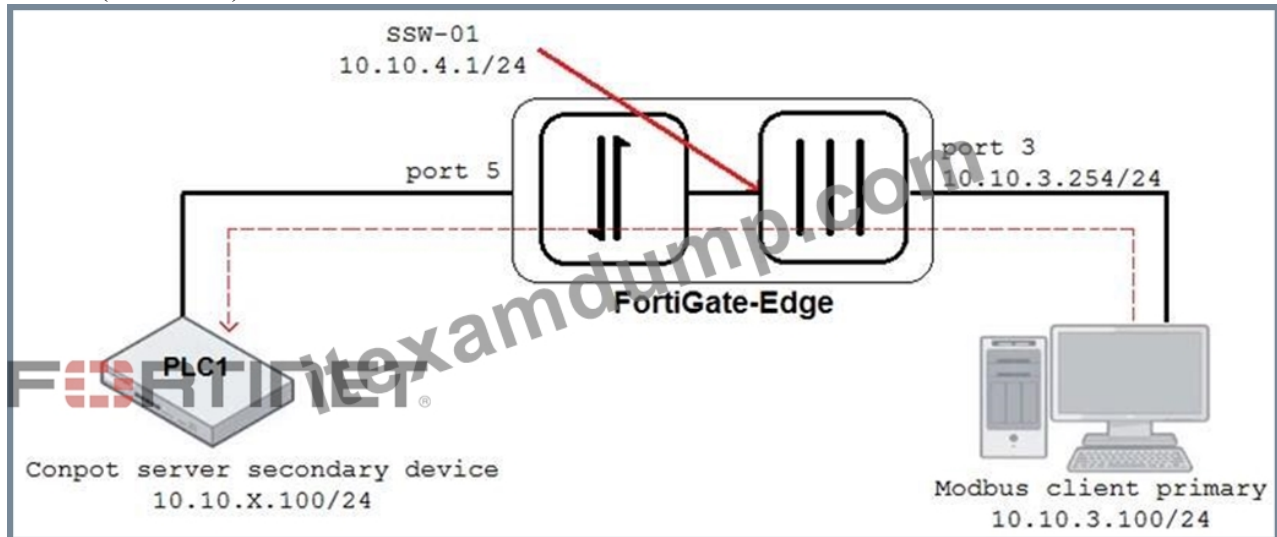 SSW-01
10.10.4.1/24
port 5
port 3
10.10.3.254/24
FortiGate-Edge
PLC1
FORTINET®
itexamdump.com
Conpot server secondary device
10.10.X.100/24
Modbus client primary
10.10.3.100/24